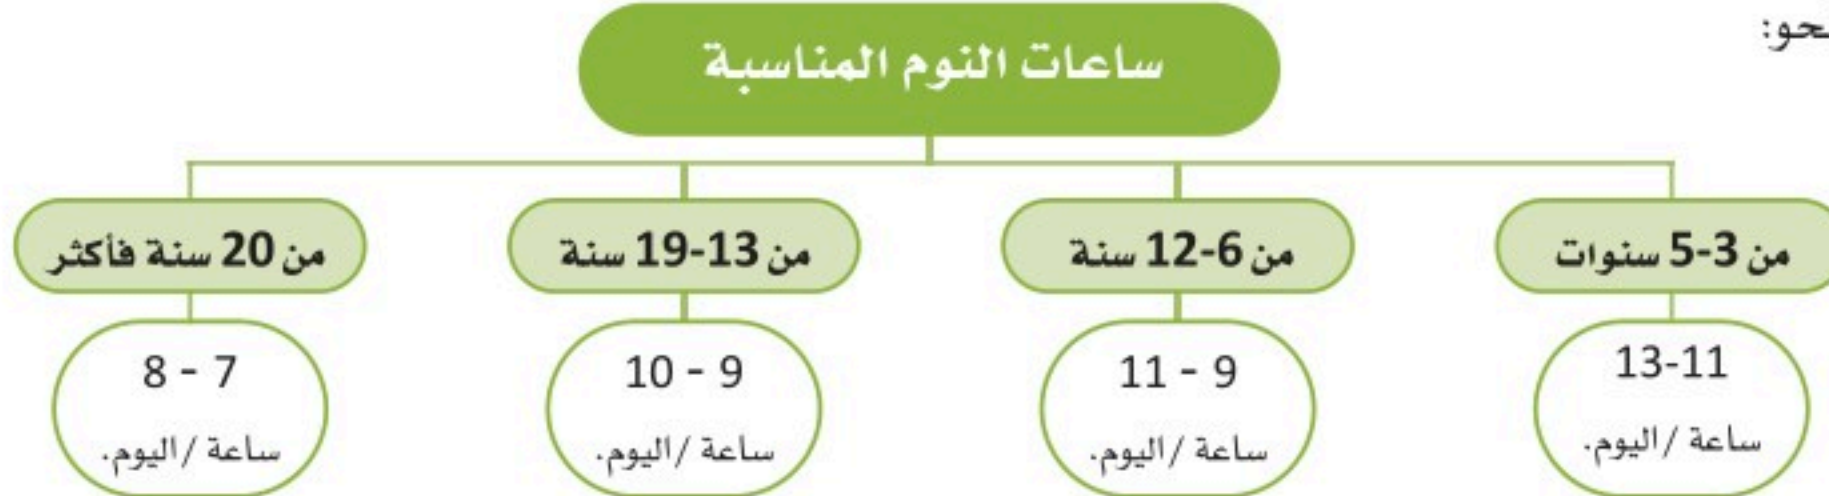 ـحو:
ساعات النوم المناسبة
من 3-5 سنوات
من 6-12 سنة
من 13-19 سنة
من 20 سنة فأكثر
11-13
ساعة /اليوم.
9 - 11
ساعة /اليوم.
9 - 10
ساعة /اليوم.
7 - 8
ساعة /اليوم.